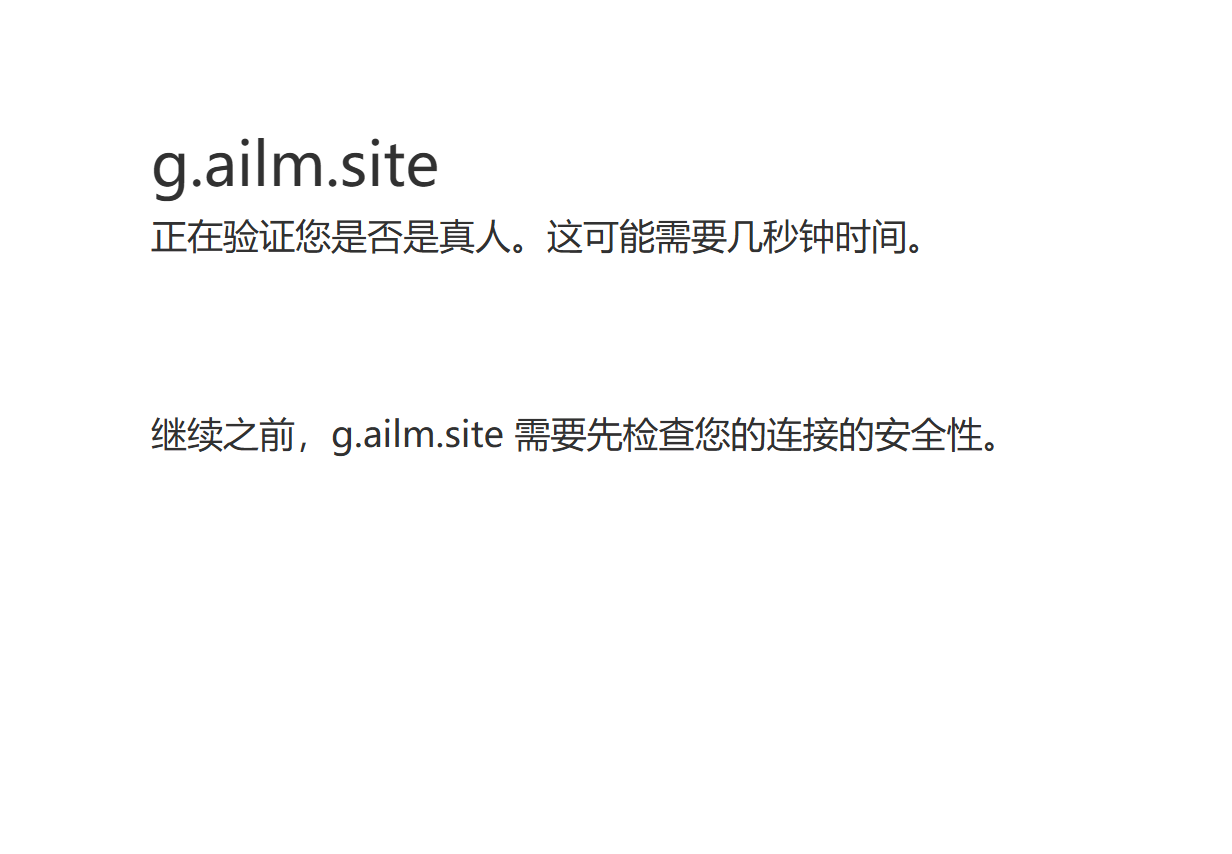 g.ailm.site
正在验证您是否是真人。这可能需要几秒钟时间。
继续之前，g.ailm.site 需要先检查您的连接的安全性。